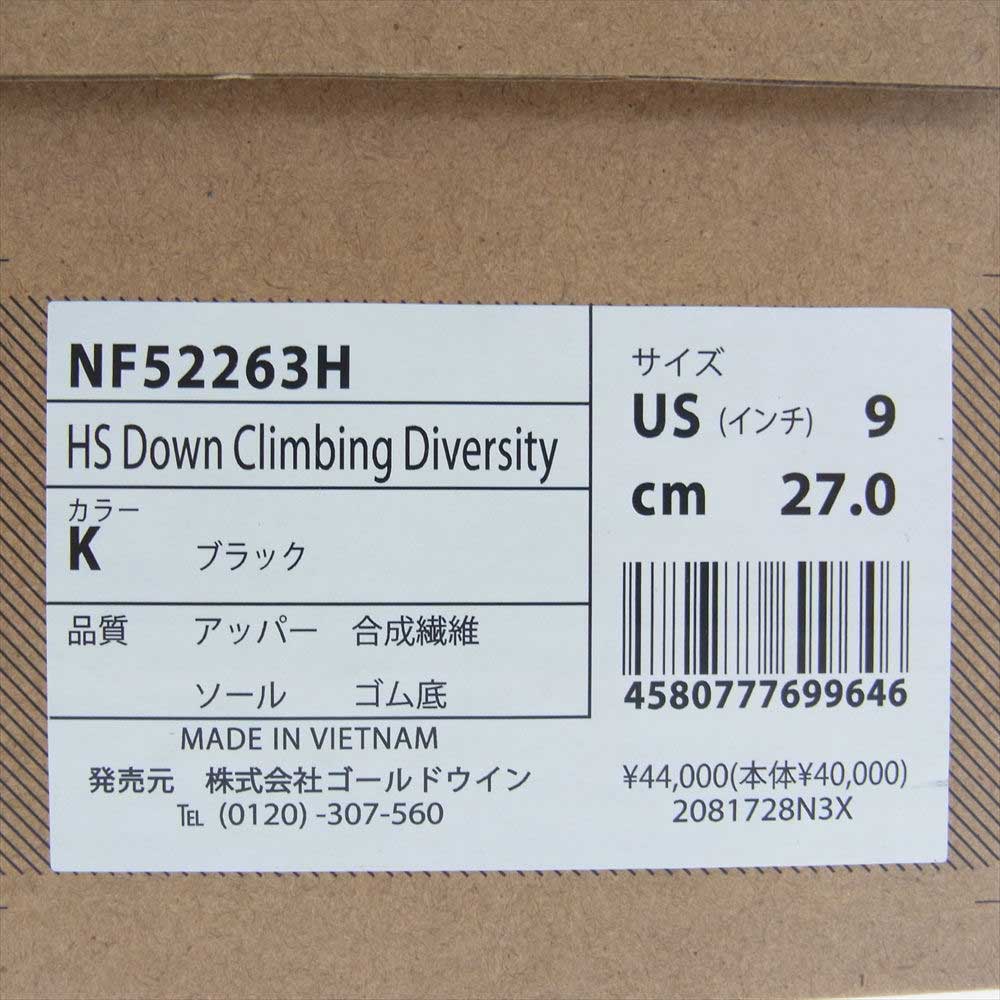 NF52263H
HS Down Climbing Diversity
カラー
K ブラック
品質 アッパー 合成繊維
ソール ゴム底
MADE IN VIETNAM
発売元 株式会社ゴールドウイン
℡ (0120) -307-560
サイズ
US (インチ) 9
cm 27.0
4580777699646
¥44,000(本体¥40,000)
2081728N3X